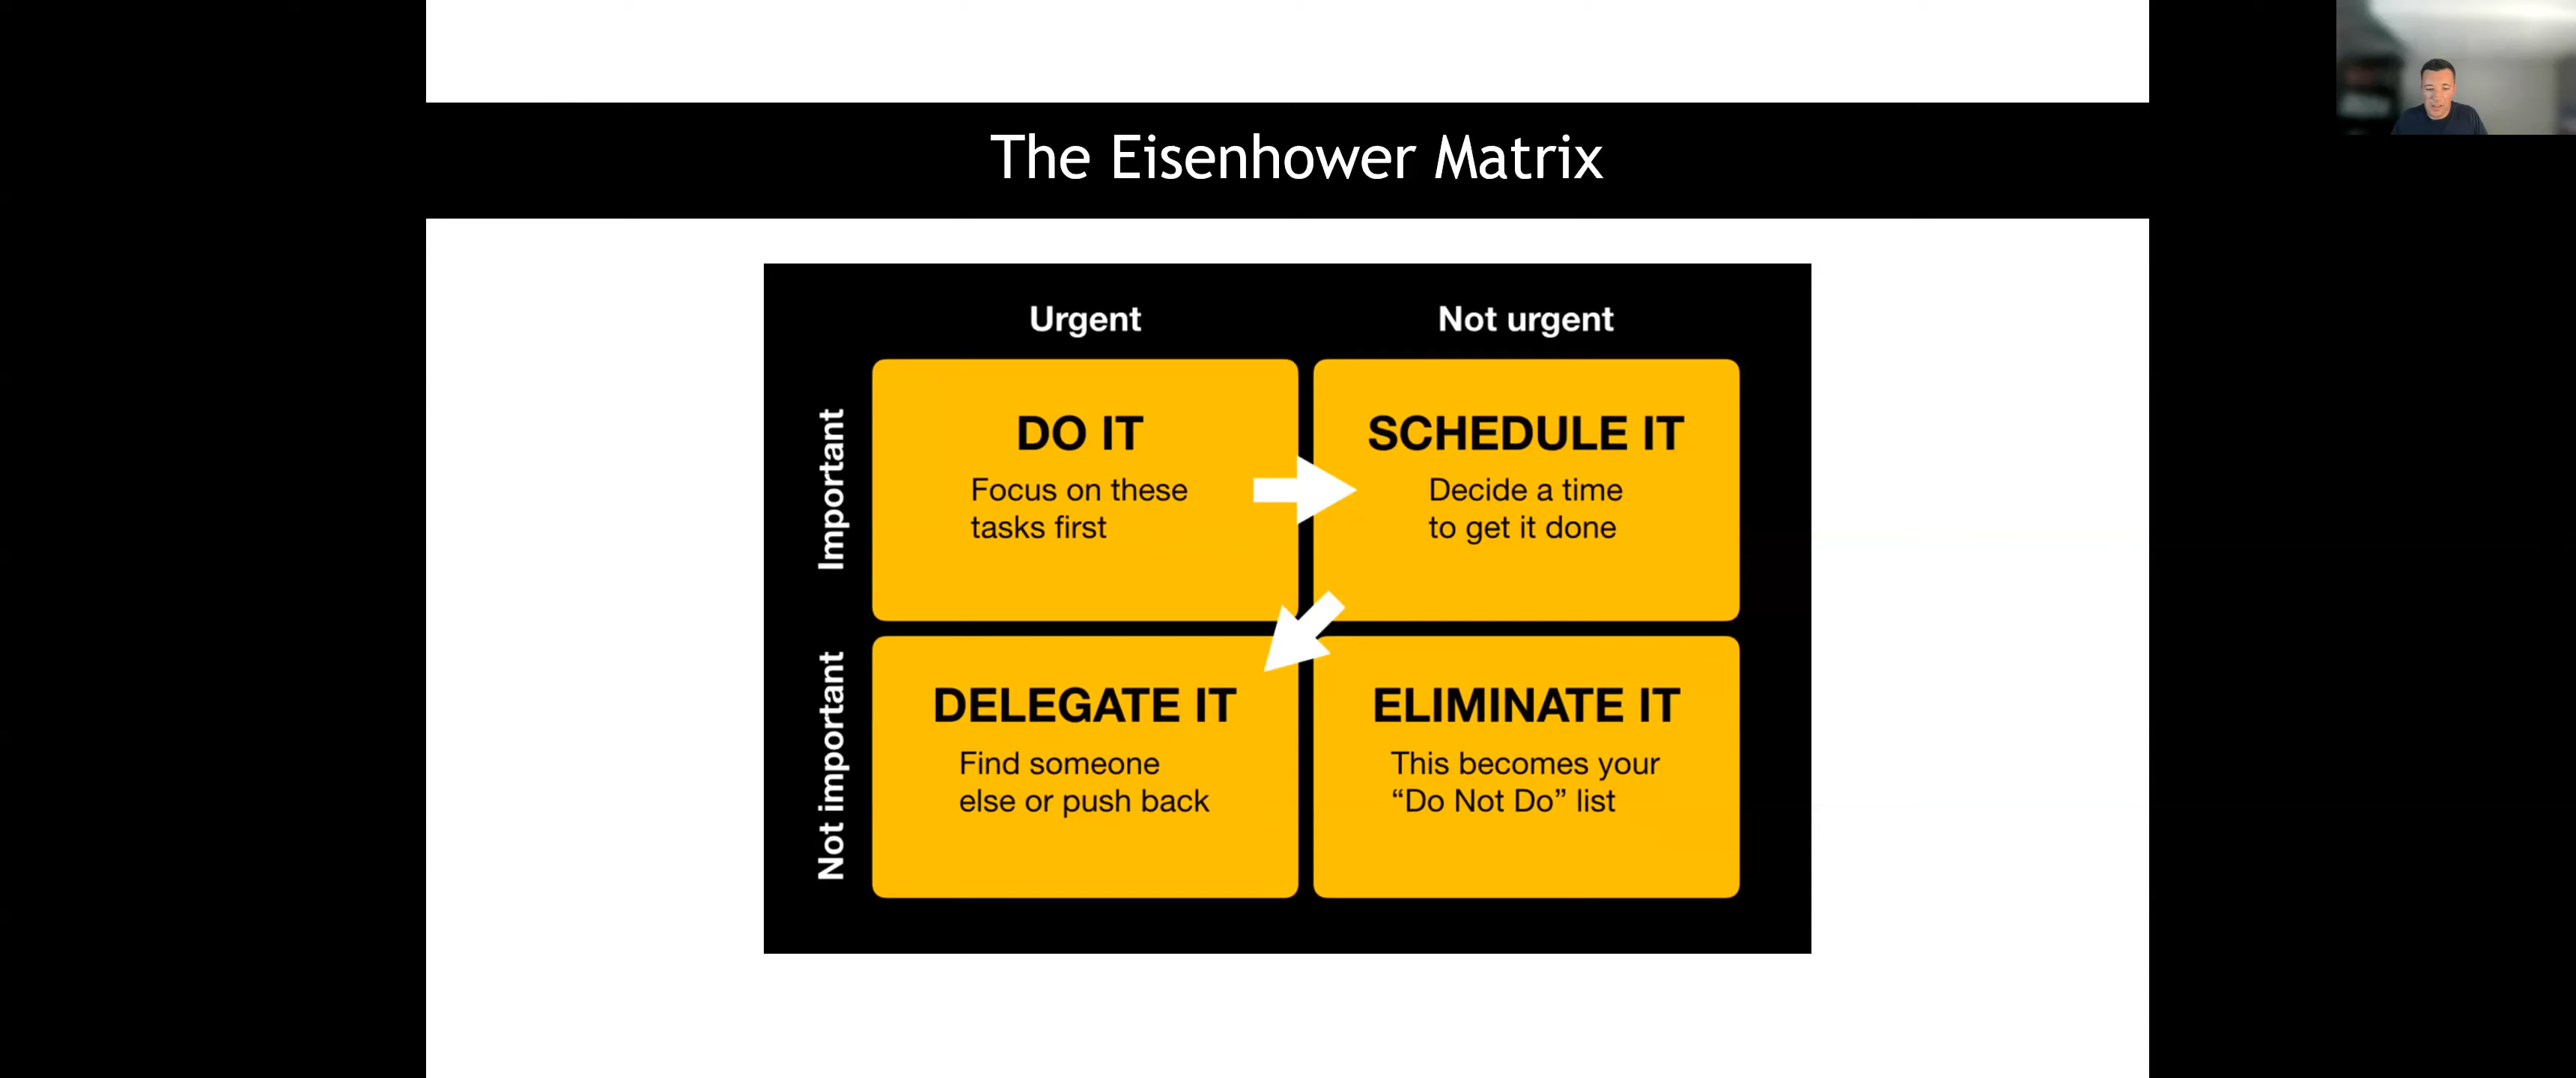 The Eisenhower Matrix
Urgent
Not urgent
Important
DO IT
Focus on these
tasks first
SCHEDULE IT
Decide a time
to get it done
Not important
DELEGATE IT
Find someone
else or push back
ELIMINATE IT
This becomes your
“Do Not Do” list